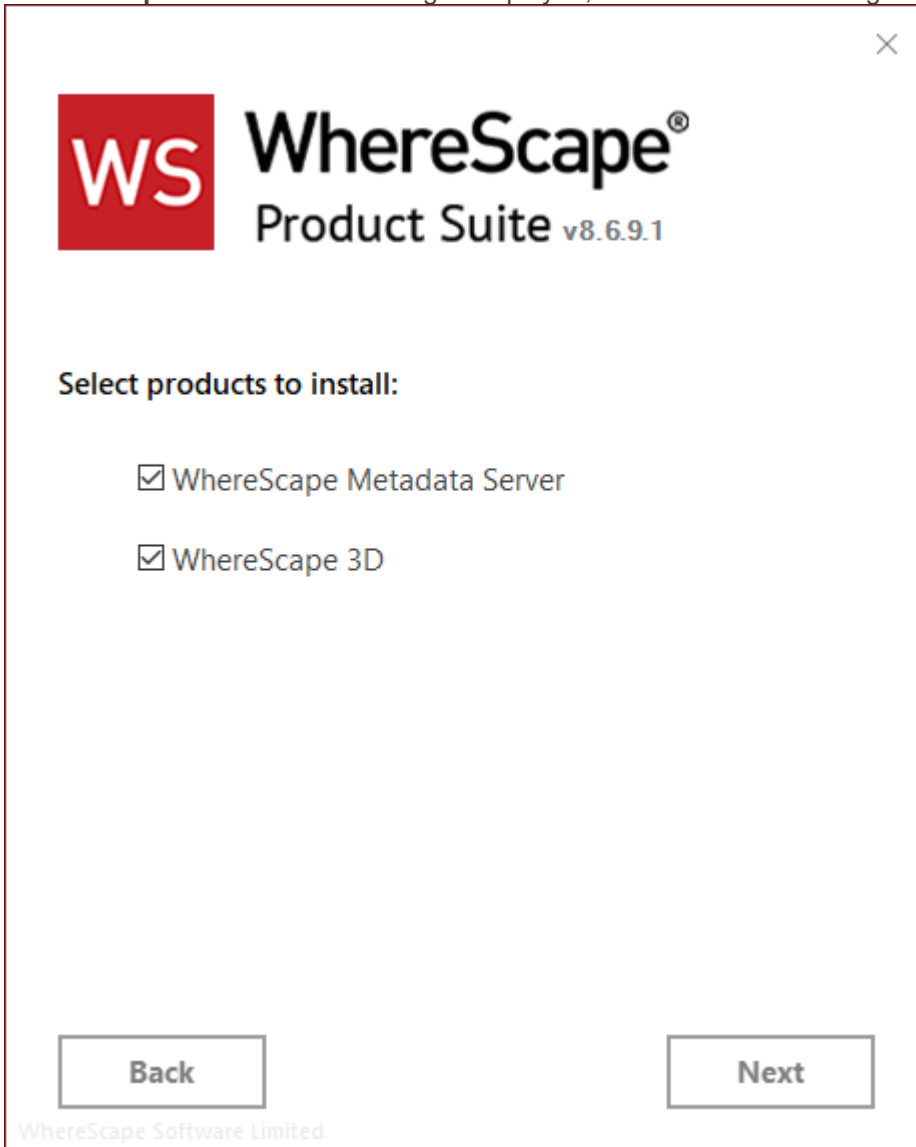 WS
WhereScape®
Product Suite v8.6.9.1
Select products to install:
WhereScape Metadata Server
WhereScape 3D
Back
Next
WhereScape Software Limited